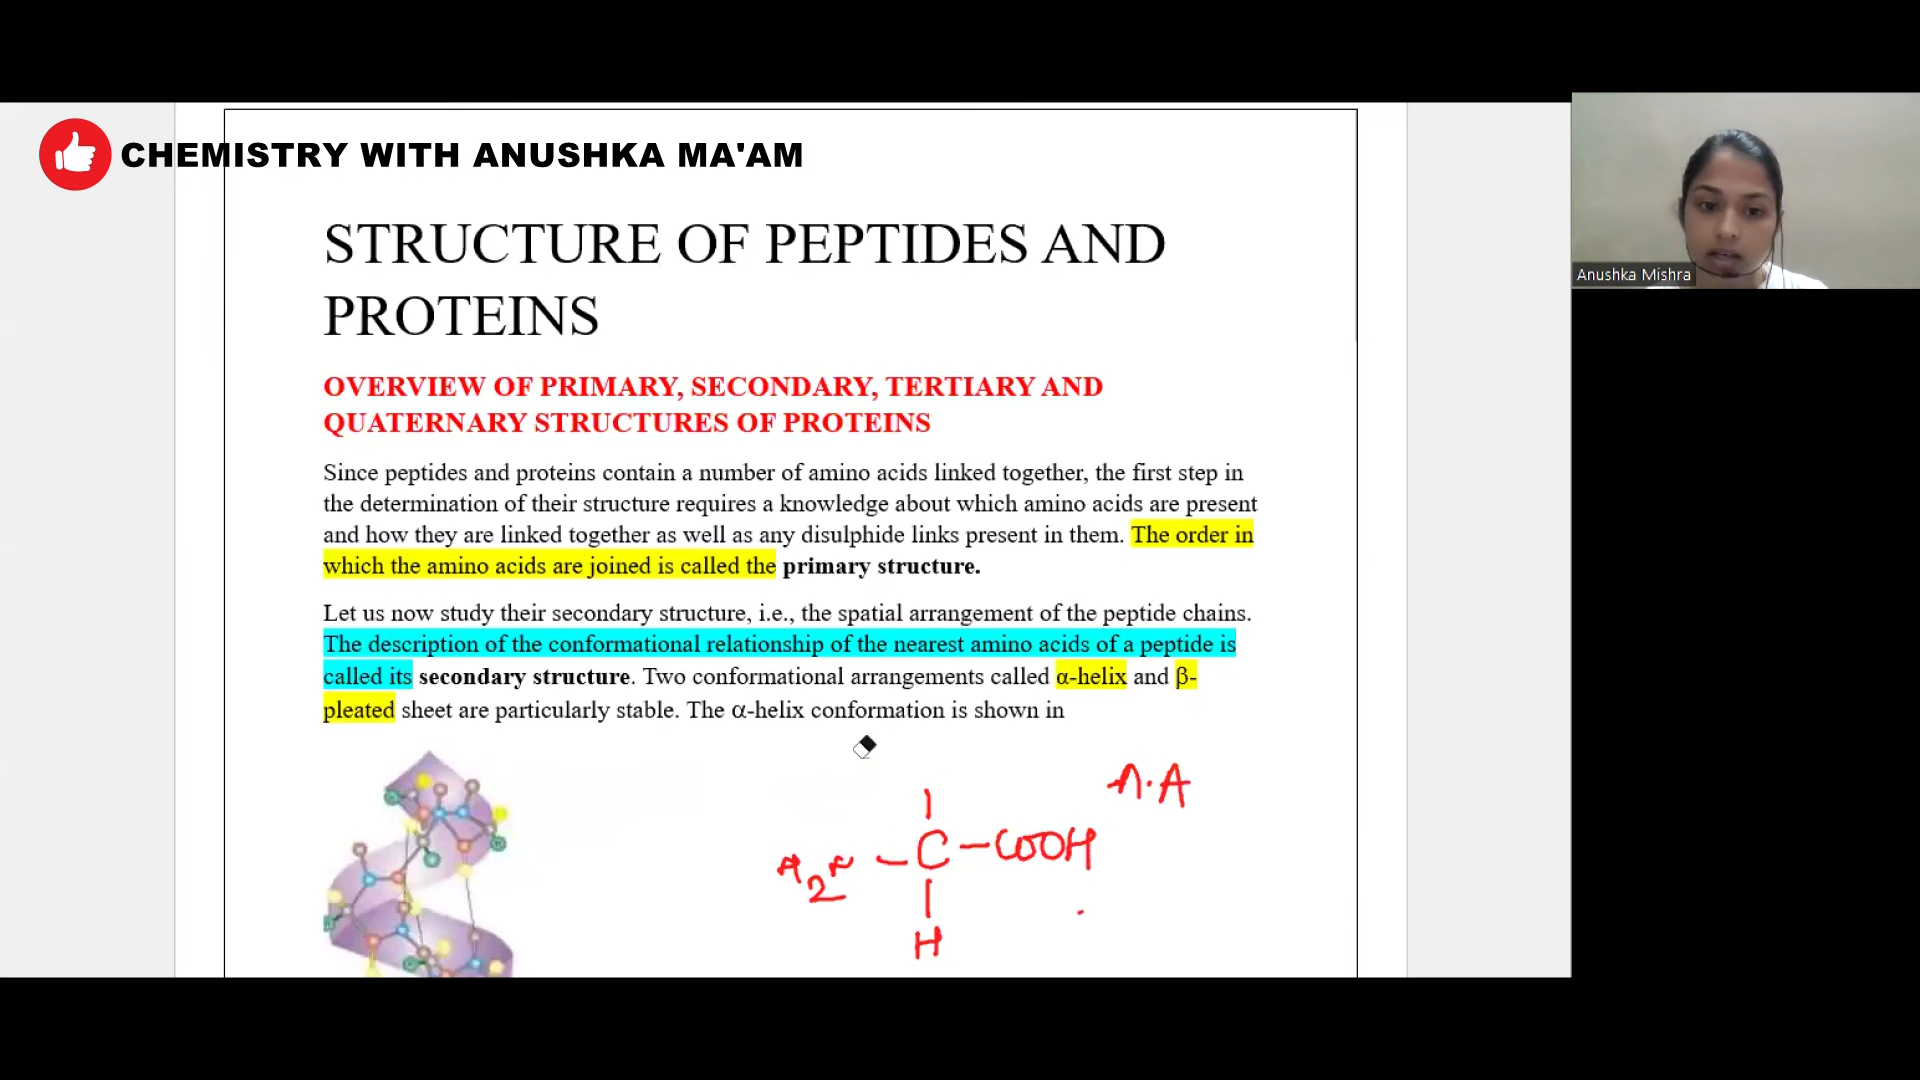 CHEMISTRY WITH ANUSHKA MA'AM
STRUCTURE OF PEPTIDES AND
PROTEINS
OVERVIEW OF PRIMARY, SECONDARY, TERTIARY AND
QUATERNARY STRUCTURES OF PROTEINS
Since peptides and proteins contain a number of amino acids linked together, the first step in
the determination of their structure requires a knowledge about which amino acids are present
and how they are linked together as well as any disulphide links present in them. The order in
which the amino acids are joined is called the primary structure.
Let us now study their secondary structure, i.e., the spatial arrangement of the peptide chains.
The description of the conformational relationship of the nearest amino acids of a peptide is
called its secondary structure. Two conformational arrangements called α-helix and β-
pleated sheet are particularly stable. The α-helix conformation is shown in
A.A
H2N – C – COOH
H
Anushka Mishra